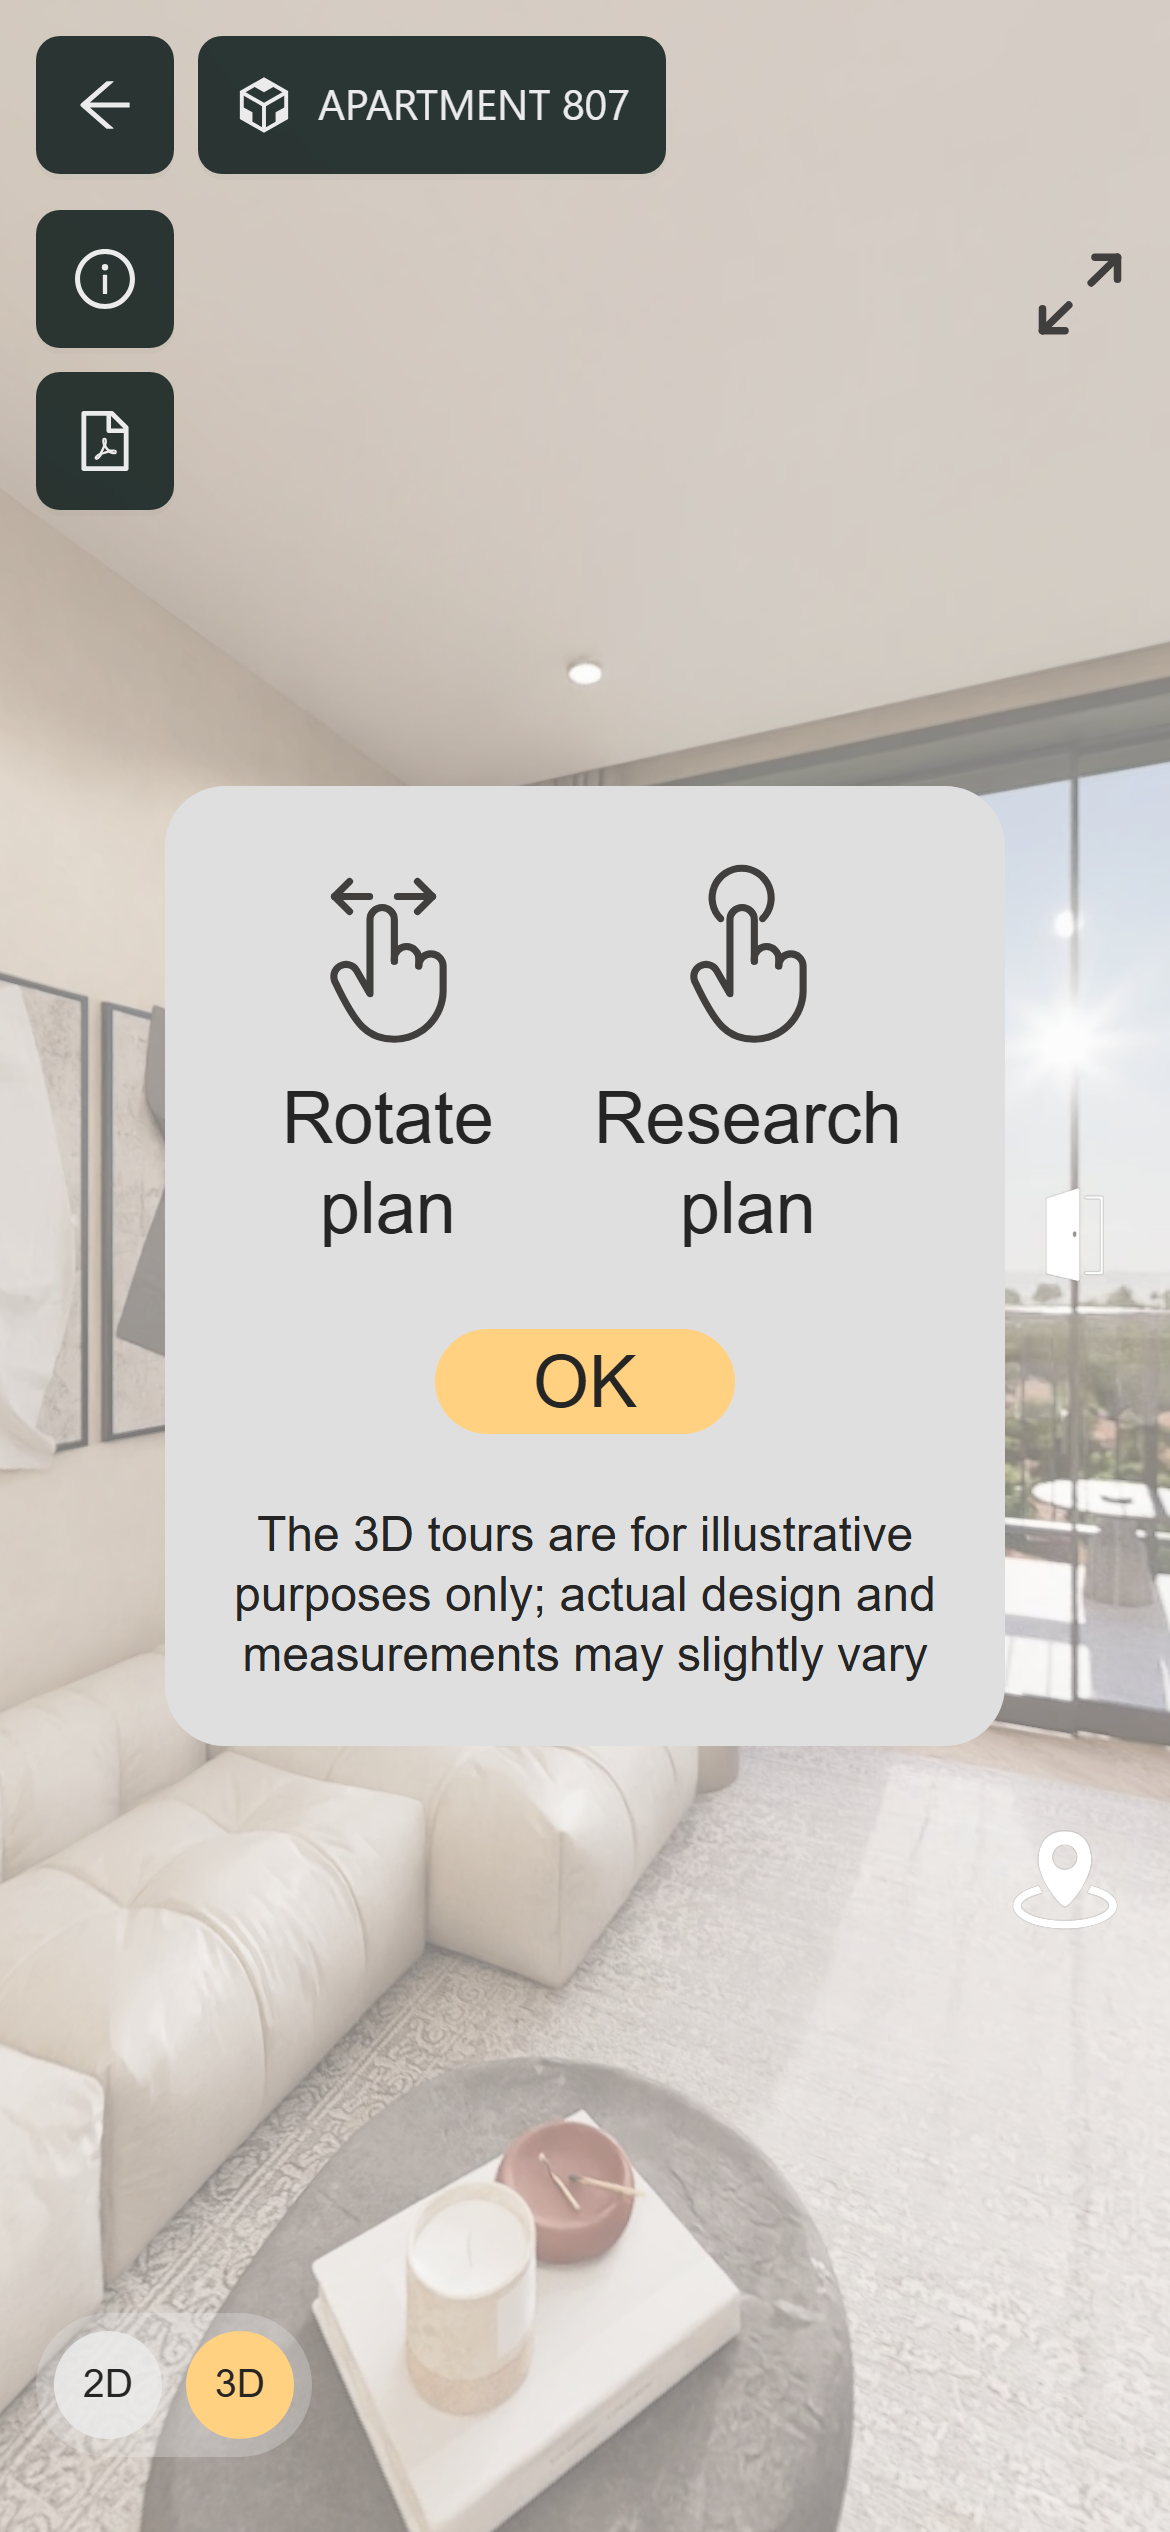 APARTMENT 807
Rotate
plan
Research
plan
OK
The 3D tours are for illustrative
purposes only; actual design and
measurements may slightly vary
2D
3D